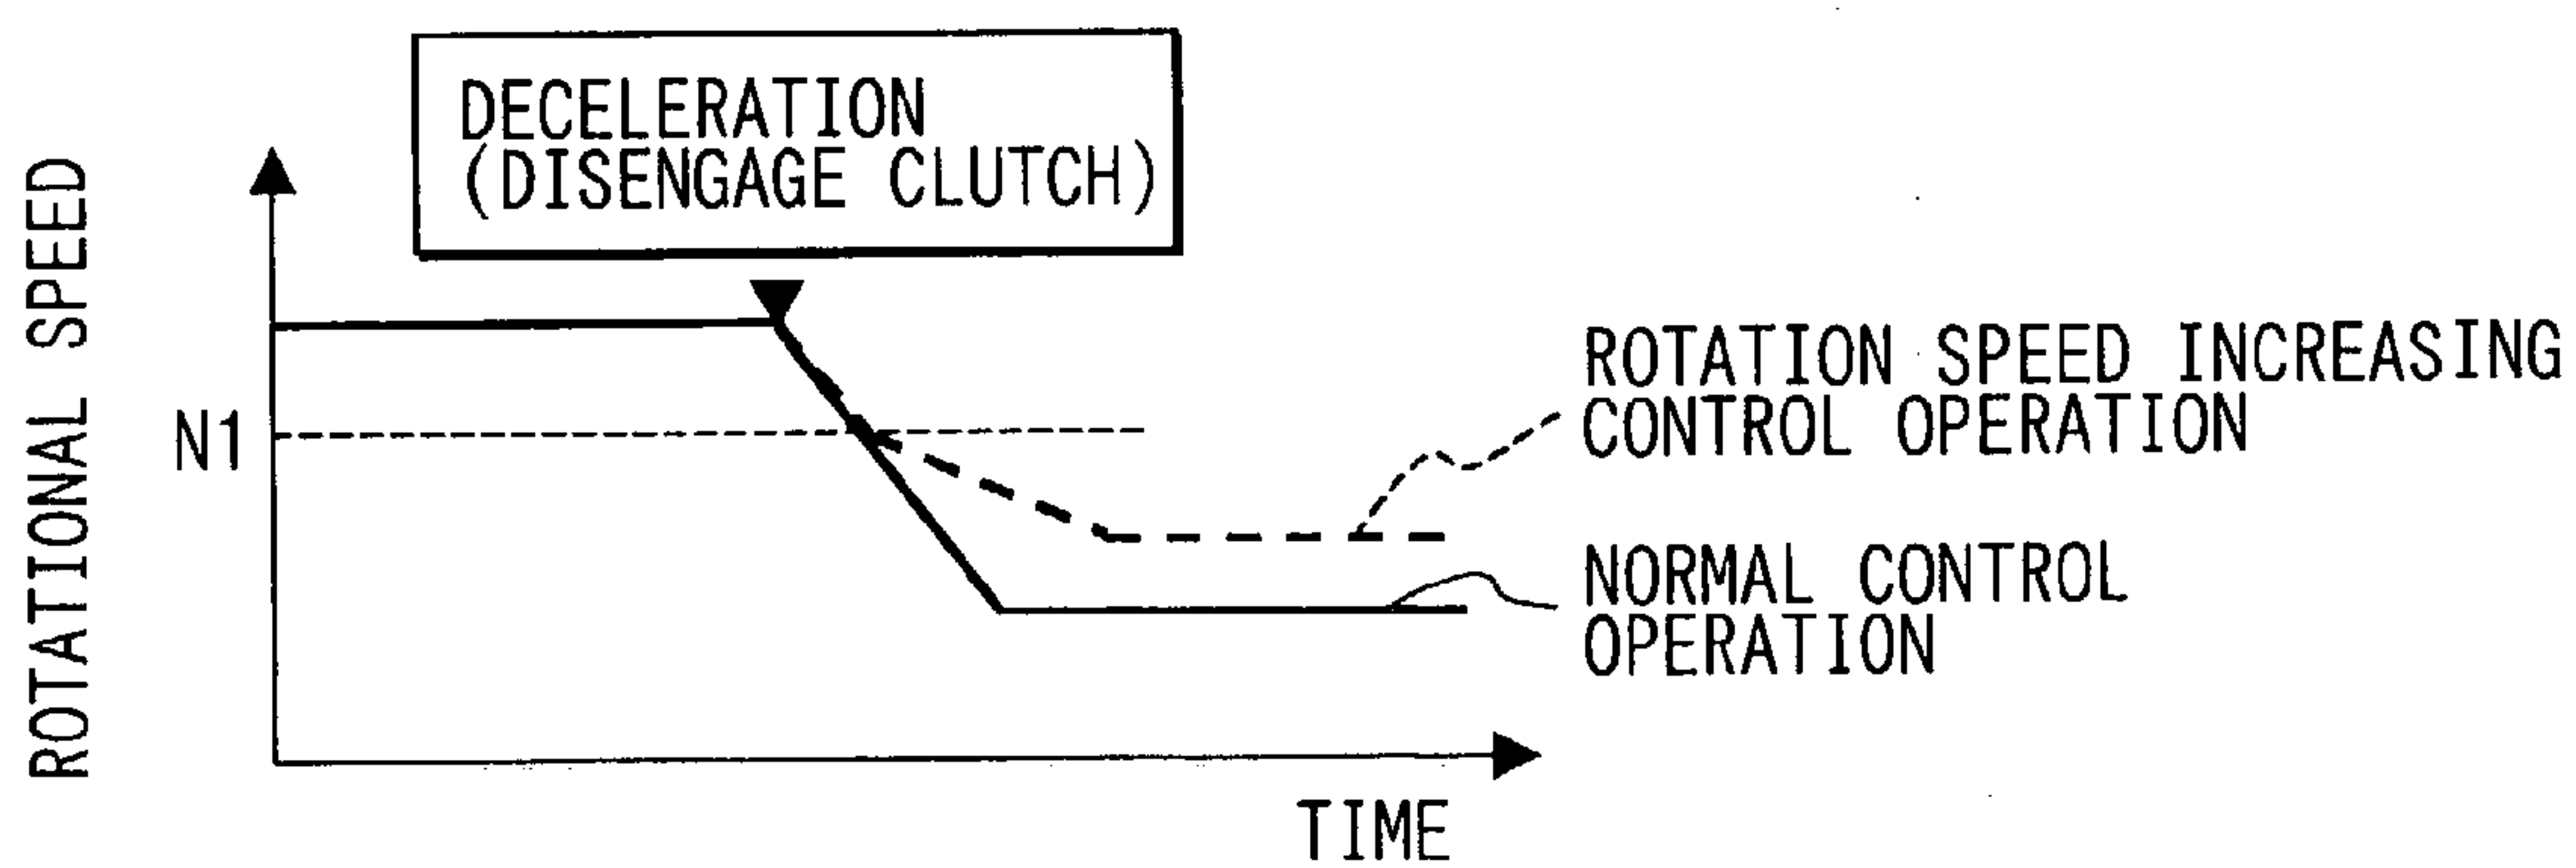 DECELERATION
(DISENGAGE CLUTCH)
ROTATIONAL SPEED
N1
ROTATION SPEED INCREASING
CONTROL OPERATION
NORMAL CONTROL
OPERATION
TIME